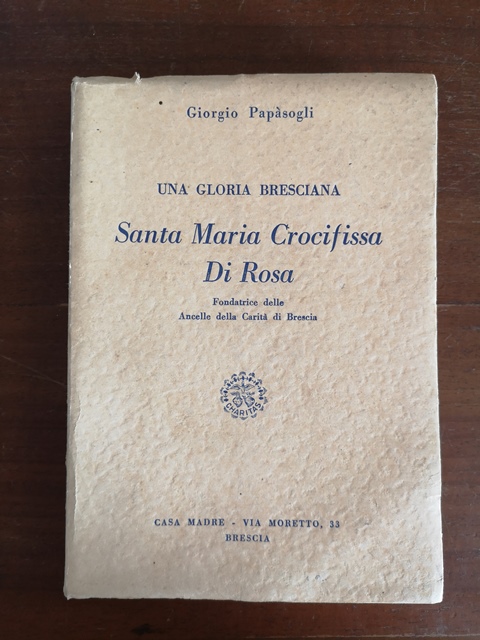 Giorgio Papàsogli
UNA GLORIA BRESCIANA
Santa Maria Crocifissa
Di Rosa
Fondatrice delle
Ancelle della Carità di Brescia
CHARITAS
CASA MADRE - VIA MORETTO, 33
BRESCIA